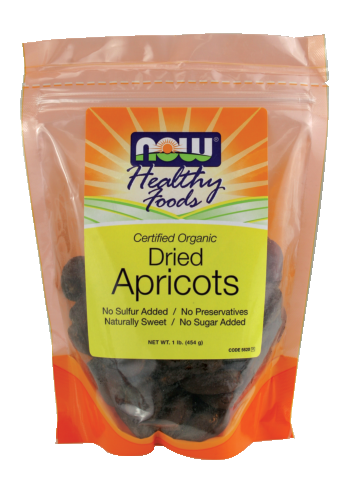 NOW®
Healthy
Foods
Certified Organic
Dried
Apricots
No Sulfur Added / No Preservatives
Naturally Sweet / No Sugar Added
NET WT. 1 lb. (454 g)